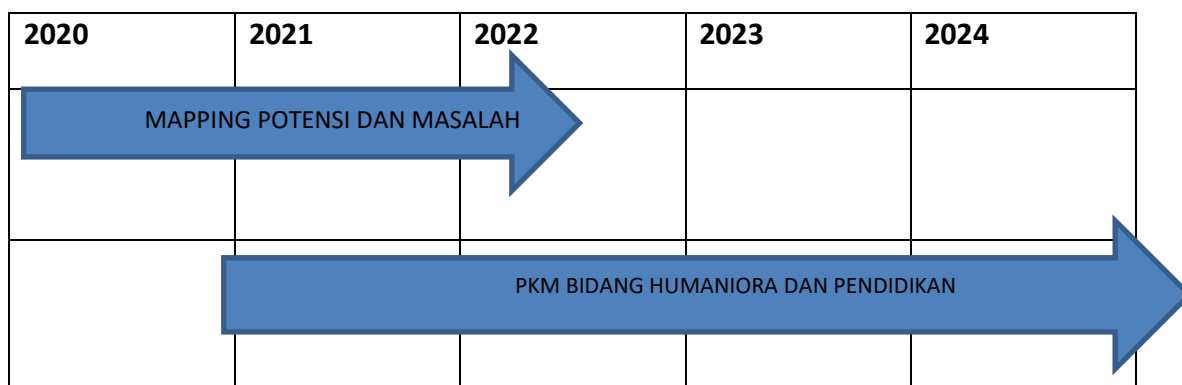 2020 2021 2022 2023 2024
MAPPING POTENSI DAN MASALAH
PKM BIDANG HUMANIORA DAN PENDIDIKAN